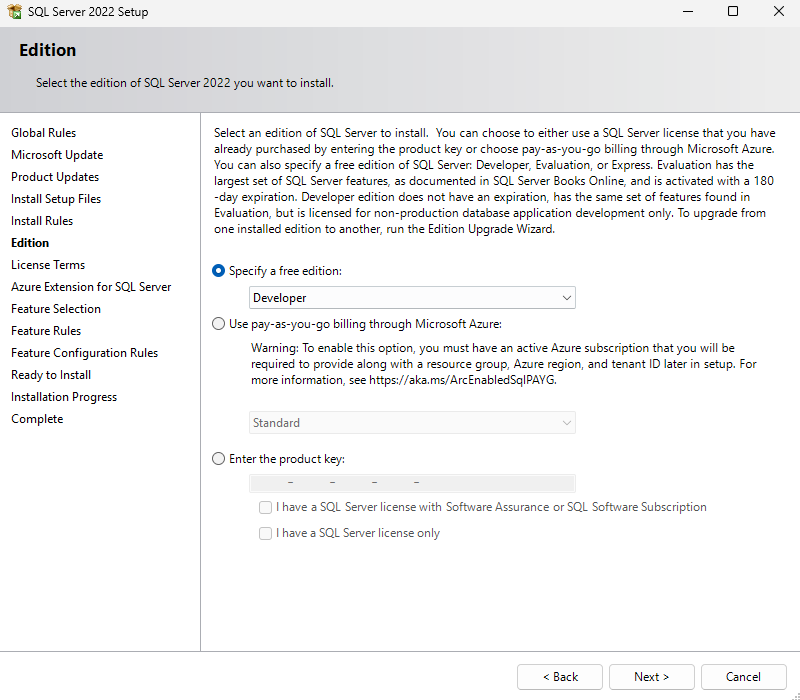 SQL Server 2022 Setup
Edition
Select the edition of SQL Server 2022 you want to install.
Global Rules
Microsoft Update
Product Updates
Install Setup Files
Install Rules
Edition
License Terms
Azure Extension for SQL Server
Feature Selection
Feature Rules
Feature Configuration Rules
Ready to Install
Installation Progress
Complete
Select an edition of SQL Server to install.  You can choose to either use a SQL Server license that you have
already purchased by entering the product key or choose pay-as-you-go billing through Microsoft Azure.
You can also specify a free edition of SQL Server: Developer, Evaluation, or Express. Evaluation has the
largest set of SQL Server features, as documented in SQL Server Books Online, and is activated with a 180
-day expiration. Developer edition does not have an expiration, has the same set of features found in
Evaluation, but is licensed for non-production database application development only. To upgrade from
one installed edition to another, run the Edition Upgrade Wizard.
Specify a free edition:
Developer
Use pay-as-you-go billing through Microsoft Azure:
Warning: To enable this option, you must have an active Azure subscription that you will be
required to provide along with a resource group, Azure region, and tenant ID later in setup. For
more information, see https://aka.ms/ArcEnabledSqlPAYG.
Standard
Enter the product key:
- - - -
I have a SQL Server license with Software Assurance or SQL Software Subscription
I have a SQL Server license only
< Back
Next >
Cancel